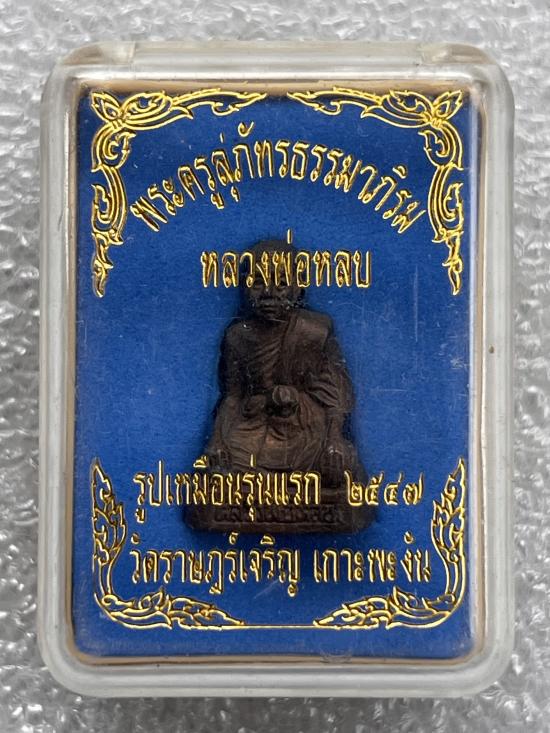 พระครูสุภัทรธรรมาภิรม
หลวงพ่อหลบ
รูปเหมือนรุ่นแรก ๒๕๔๗
วัดราษฎร์เจริญ เกาะพะงัน